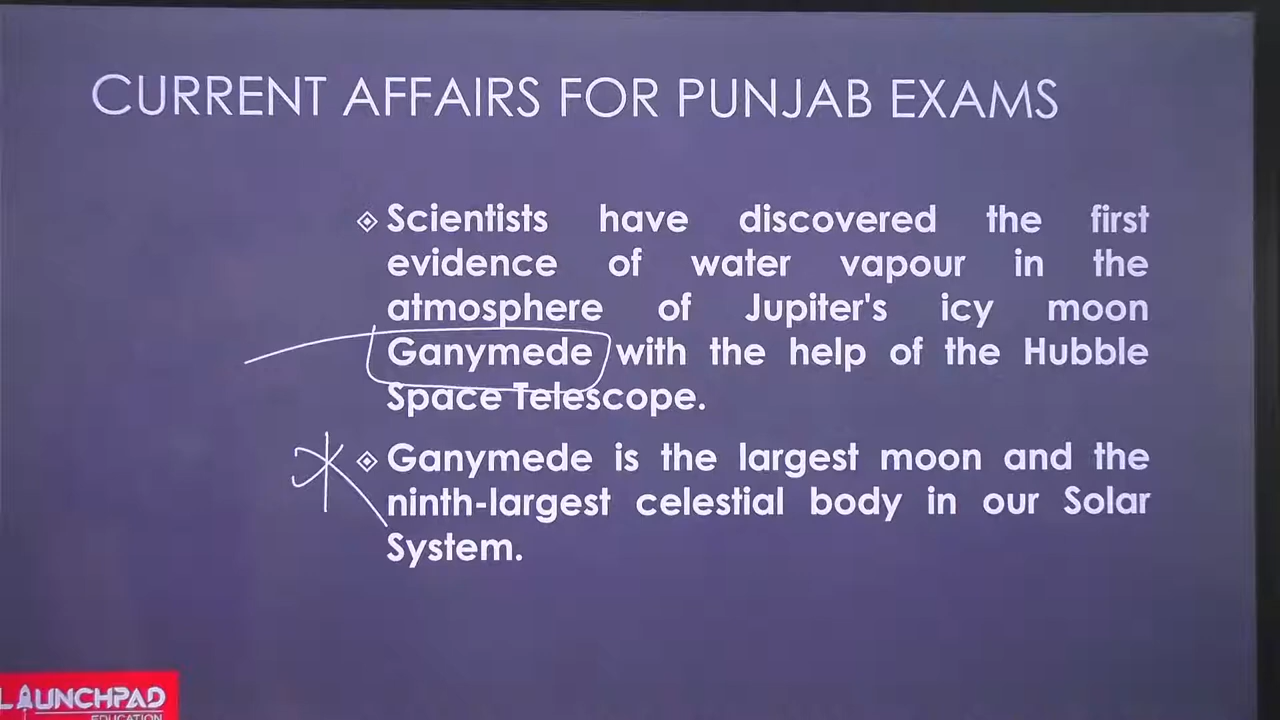 CURRENT AFFAIRS FOR PUNJAB EXAMS
Scientists have discovered the first
evidence of water vapour in the
atmosphere of Jupiter's icy moon
Ganymede with the help of the Hubble
Space Telescope.
Ganymede is the largest moon and the
ninth-largest celestial body in our Solar
System.
LAUNCHPAD
EDUCATION